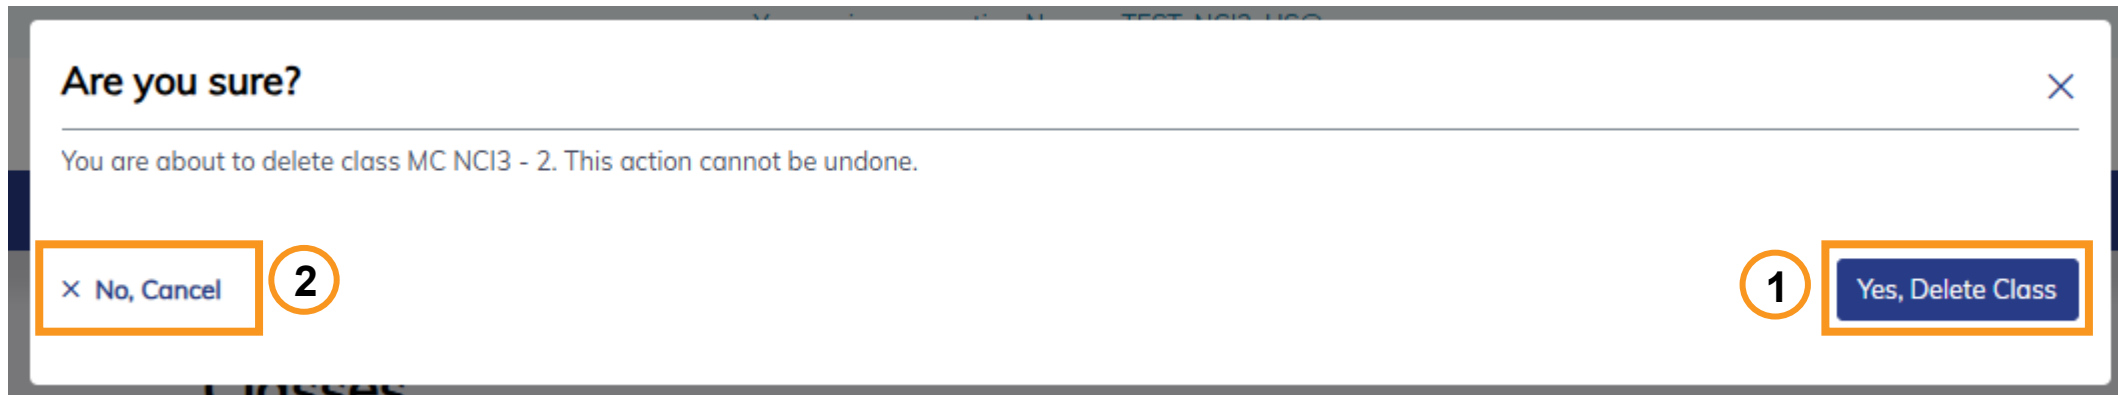 Are you sure?
You are about to delete class MC NCI3 - 2. This action cannot be undone.
× No, Cancel
2
1
Yes, Delete Class
Classes